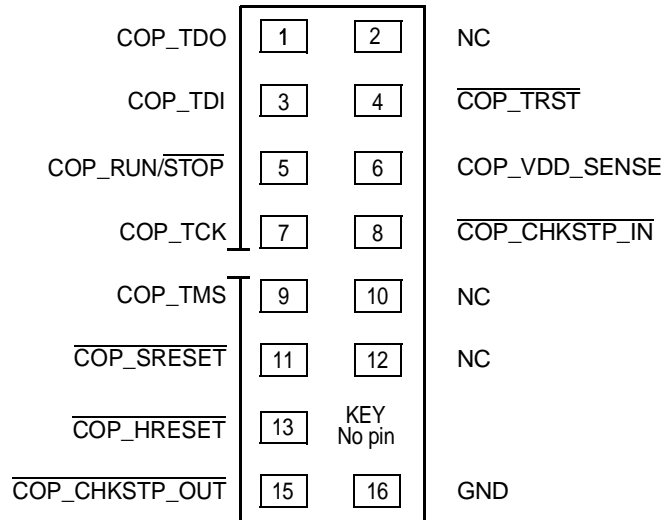 COP_TDO 1 2 NC
COP_TDI 3 4 COP_TRST
COP_RUN/STOP 5 6 COP_VDD_SENSE
COP_TCK 7 8 COP_CHKSTP_IN
COP_TMS 9 10 NC
COP_SRESET 11 12 NC
COP_HRESET 13 KEY
No pin
COP_CHKSTP_OUT 15 16 GND